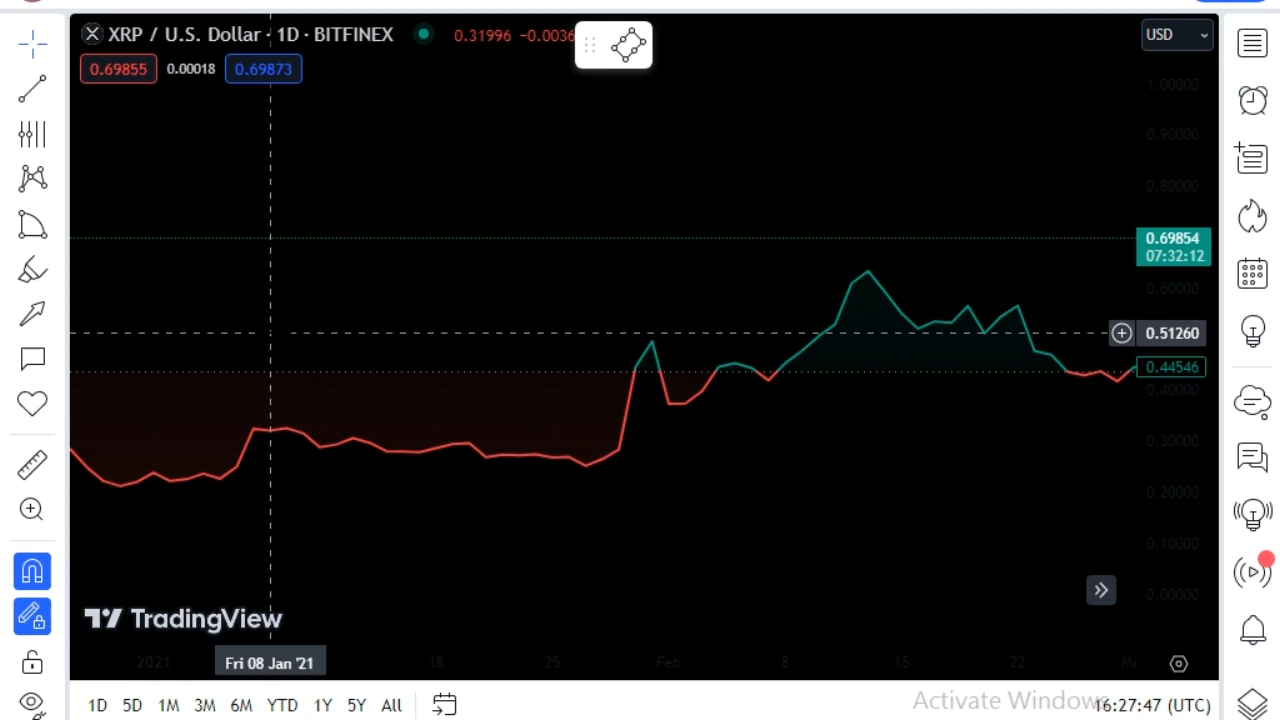 XRP / U.S. Dollar · 1D · BITFINEX
0.31996 −0.0036
USD
0.69855 0.00018 0.69873
1.00000
0.90000
0.80000
0.69854
07:32:12
0.60000
0.51260
0.44546
0.40000
0.30000
0.20000
0.10000
0.00000
TradingView
2021 Fri 08 Jan '21 18 25 Feb 8 15 22
1D 5D 1M 3M 6M YTD 1Y 5Y All
Activate Windows
16:27:47 (UTC)